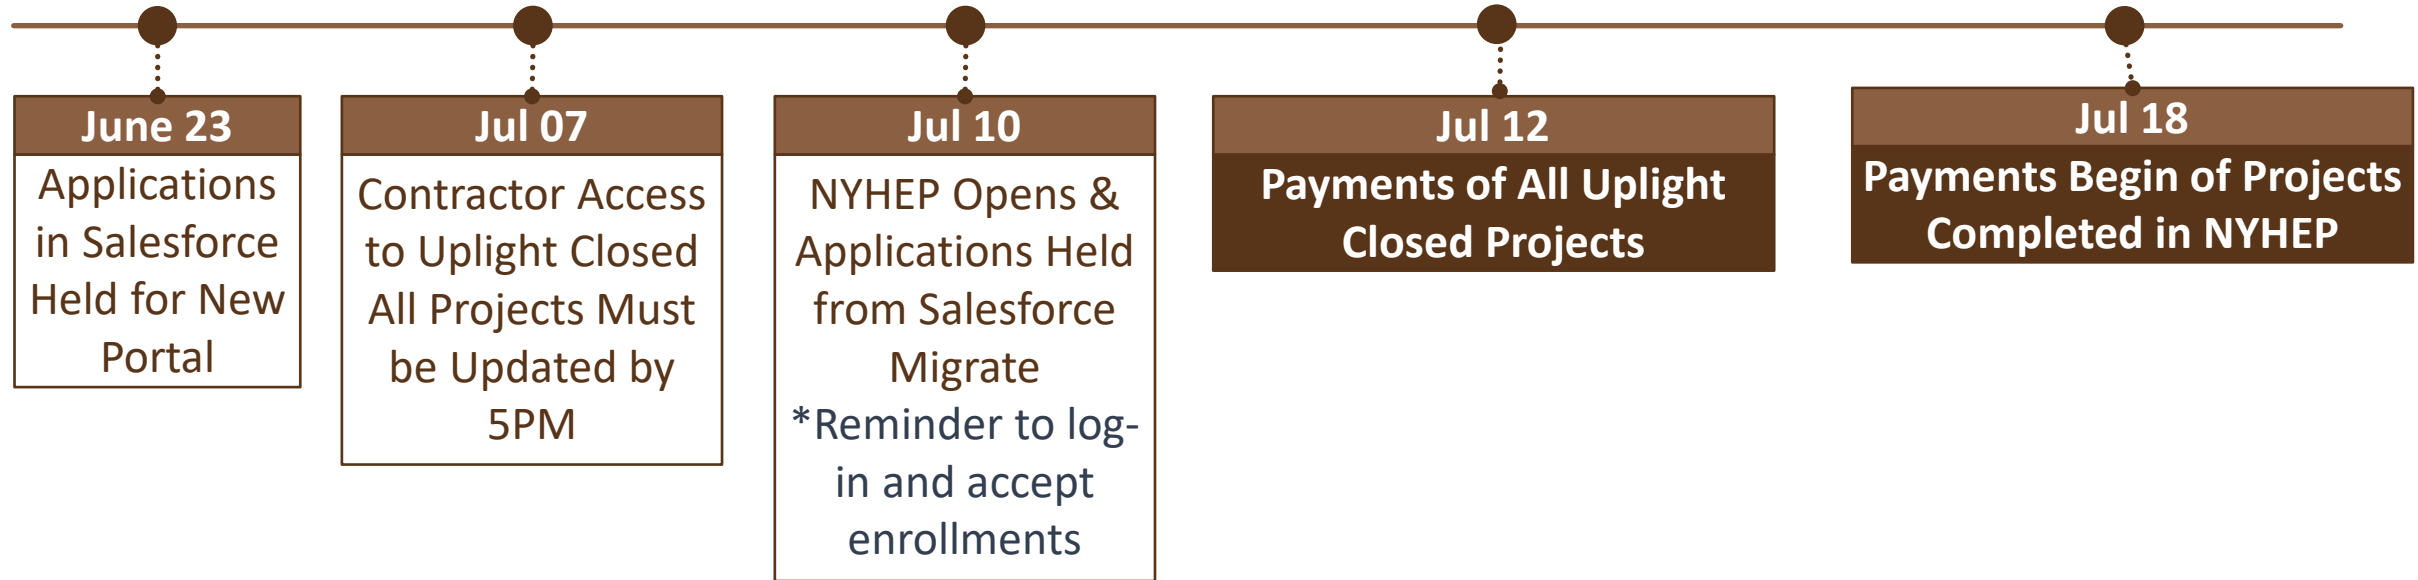 June 23
Applications
in Salesforce
Held for New
Portal
Jul 07
Contractor Access
to Uplight Closed
All Projects Must
be Updated by
5PM
Jul 10
NYHEP Opens &
Applications Held
from Salesforce
Migrate
*Reminder to log-
in and accept
enrollments
Jul 12
Payments of All Uplight
Closed Projects
Jul 18
Payments Begin of Projects
Completed in NYHEP